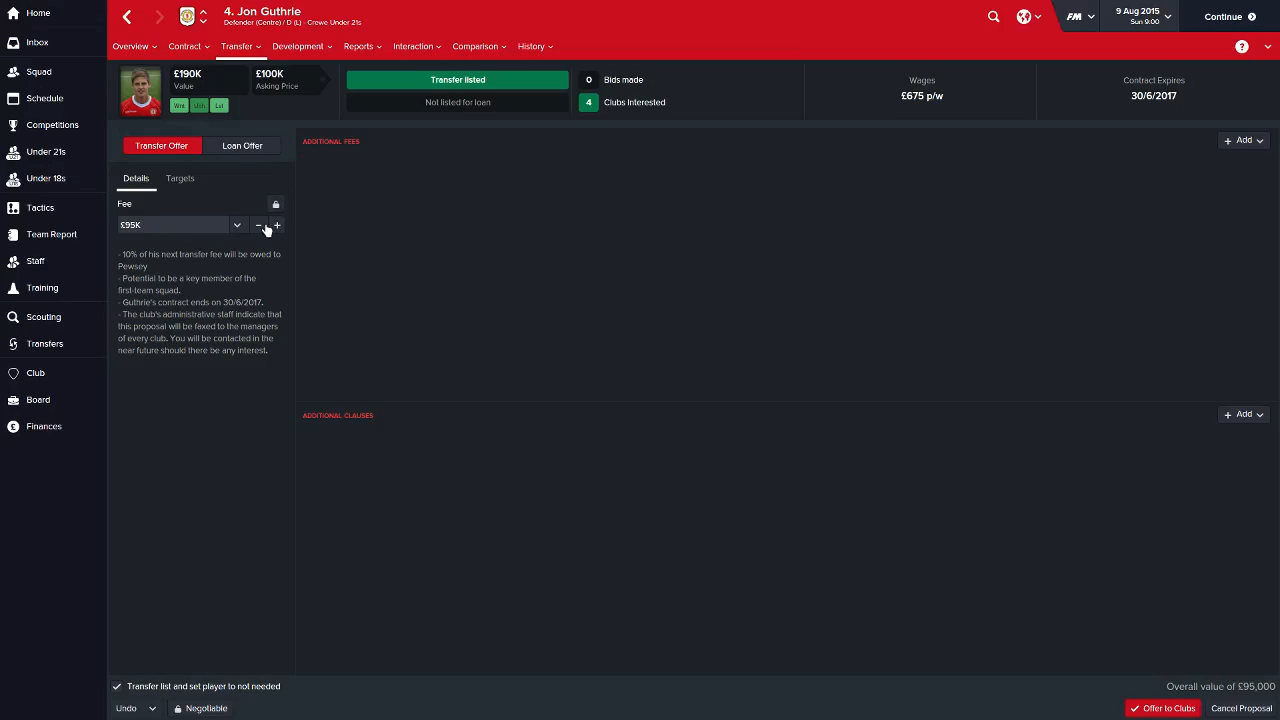 4. Jon Guthrie
Defender (Centre) / D (L) - Crewe Under 21s
FM
9 Aug 2015
Sun 9:00
Continue
Overview
Contract
Transfer
Development
Reports
Interaction
Comparison
History
?
Home
Inbox
Squad
Schedule
Competitions
Under 21s
Under 18s
Tactics
Team Report
Staff
Training
Scouting
Transfers
Club
Board
Finances
£190K
Value
£100K
Asking Price
Wnt
Unh
Lst
Transfer listed
Not listed for loan
0 Bids made
4 Clubs Interested
Wages
£675 p/w
Contract Expires
30/6/2017
Transfer Offer
Loan Offer
Details
Targets
Fee
£95K
- 10% of his next transfer fee will be owed to
Pewsey
- Potential to be a key member of the
first-team squad.
- Guthrie's contract ends on 30/6/2017.
- The club's administrative staff indicate that
this proposal will be faxed to the managers
of every club. You will be contacted in the
near future should there be any interest.
ADDITIONAL FEES
+ Add
ADDITIONAL CLAUSES
+ Add
Transfer list and set player to not needed
Overall value of £95,000
Undo
Negotiable
Offer to Clubs
Cancel Proposal